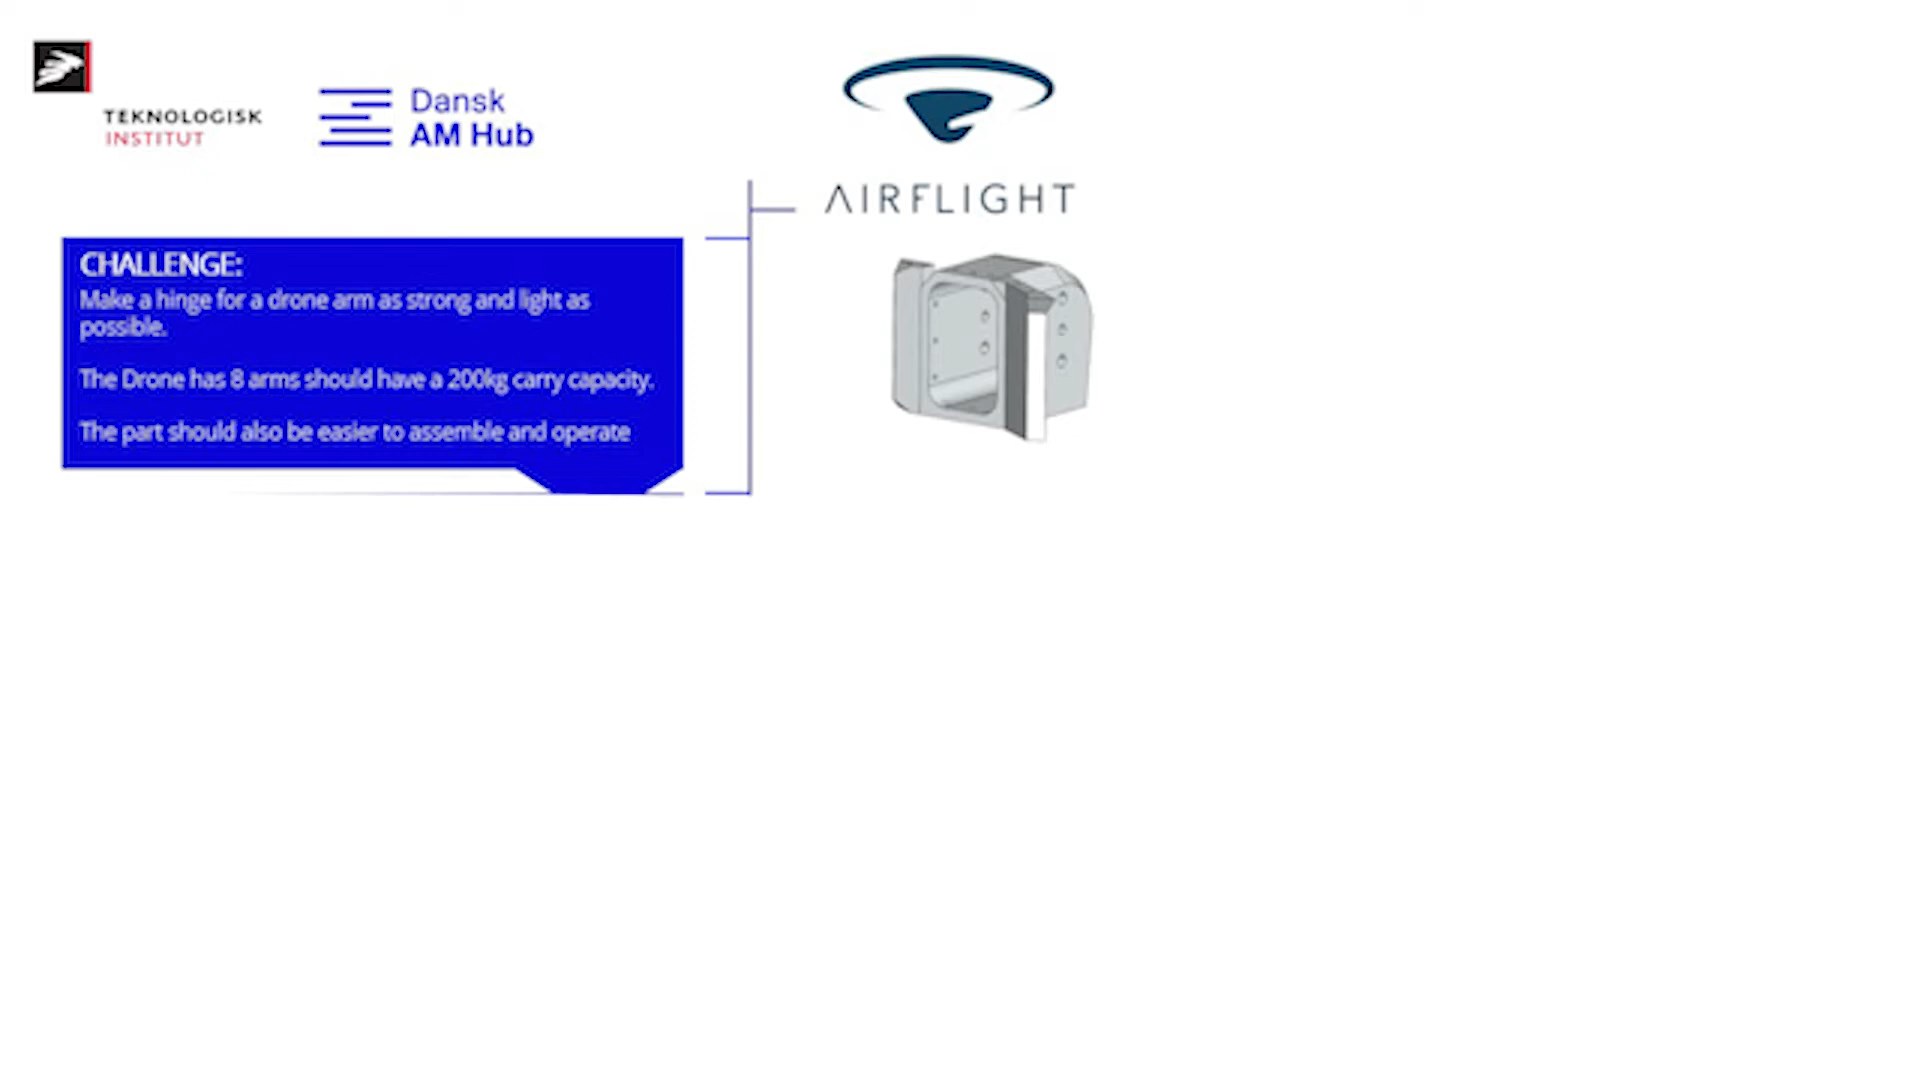 TEKNOLOGISK
INSTITUT
Dansk
AM Hub
AIRFLIGHT
CHALLENGE:
Make a hinge for a drone arm as strong and light as
possible.
The Drone has 8 arms should have a 200kg carry capacity.
The part should also be easier to assemble and operate